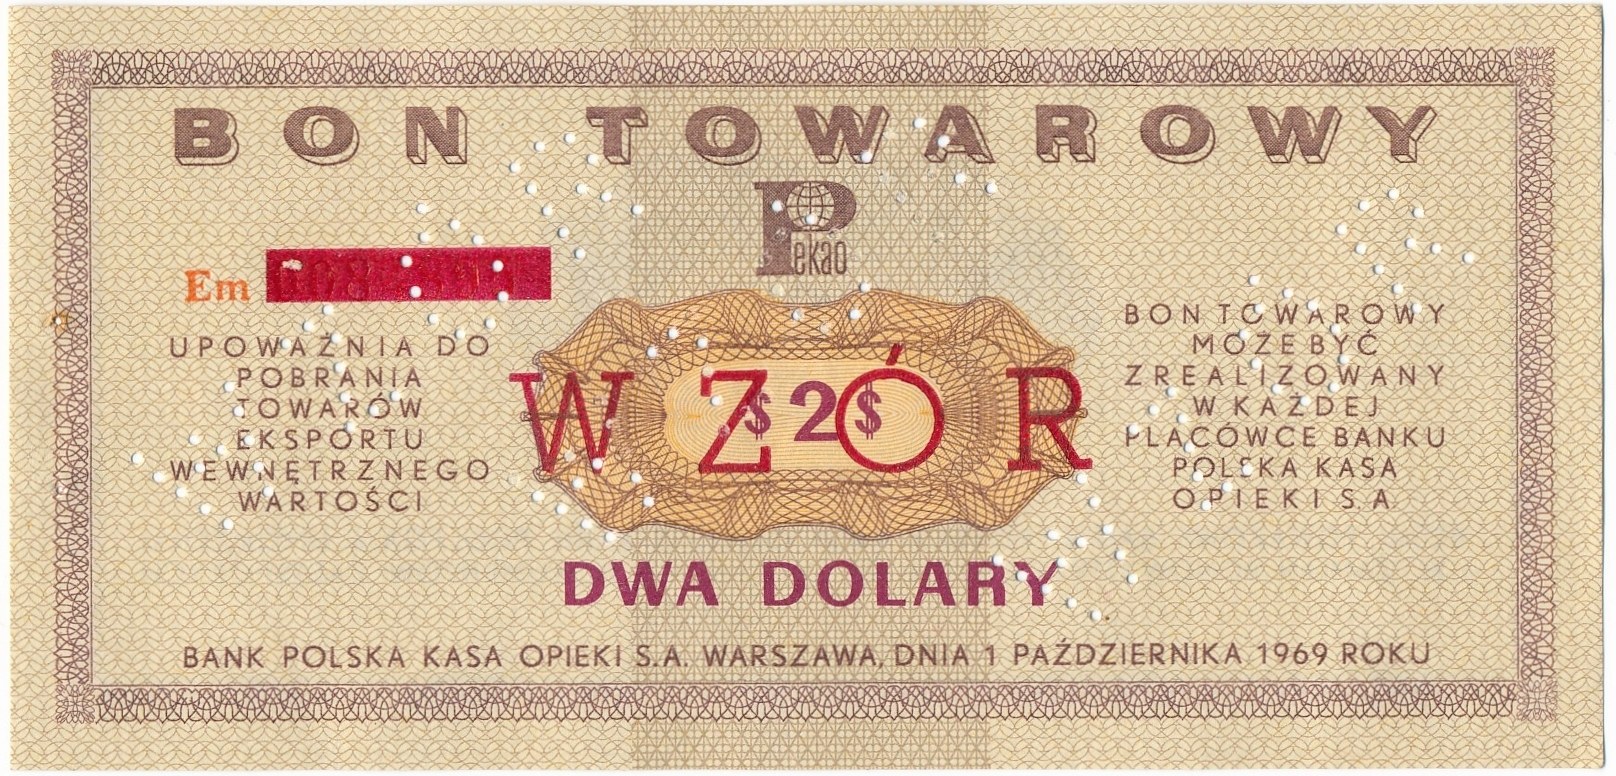 BON TOWAROWY
Pekao
Em
UPOWAŻNIA DO
POBRANIA
TOWARÓW
EKSPORTU
WEWNĘTRZNEGO
WARTOŚCI
WZÓR
$2$
BON TOWAROWY
MOŻE BYĆ
ZREALIZOWANY
W KAŻDEJ
PLACÓWCE BANKU
POLSKA KASA
OPIEKI S.A.
DWA DOLARY
BANK POLSKA KASA OPIEKI S.A. WARSZAWA, DNIA 1 PAŹDZIERNIKA 1969 ROKU